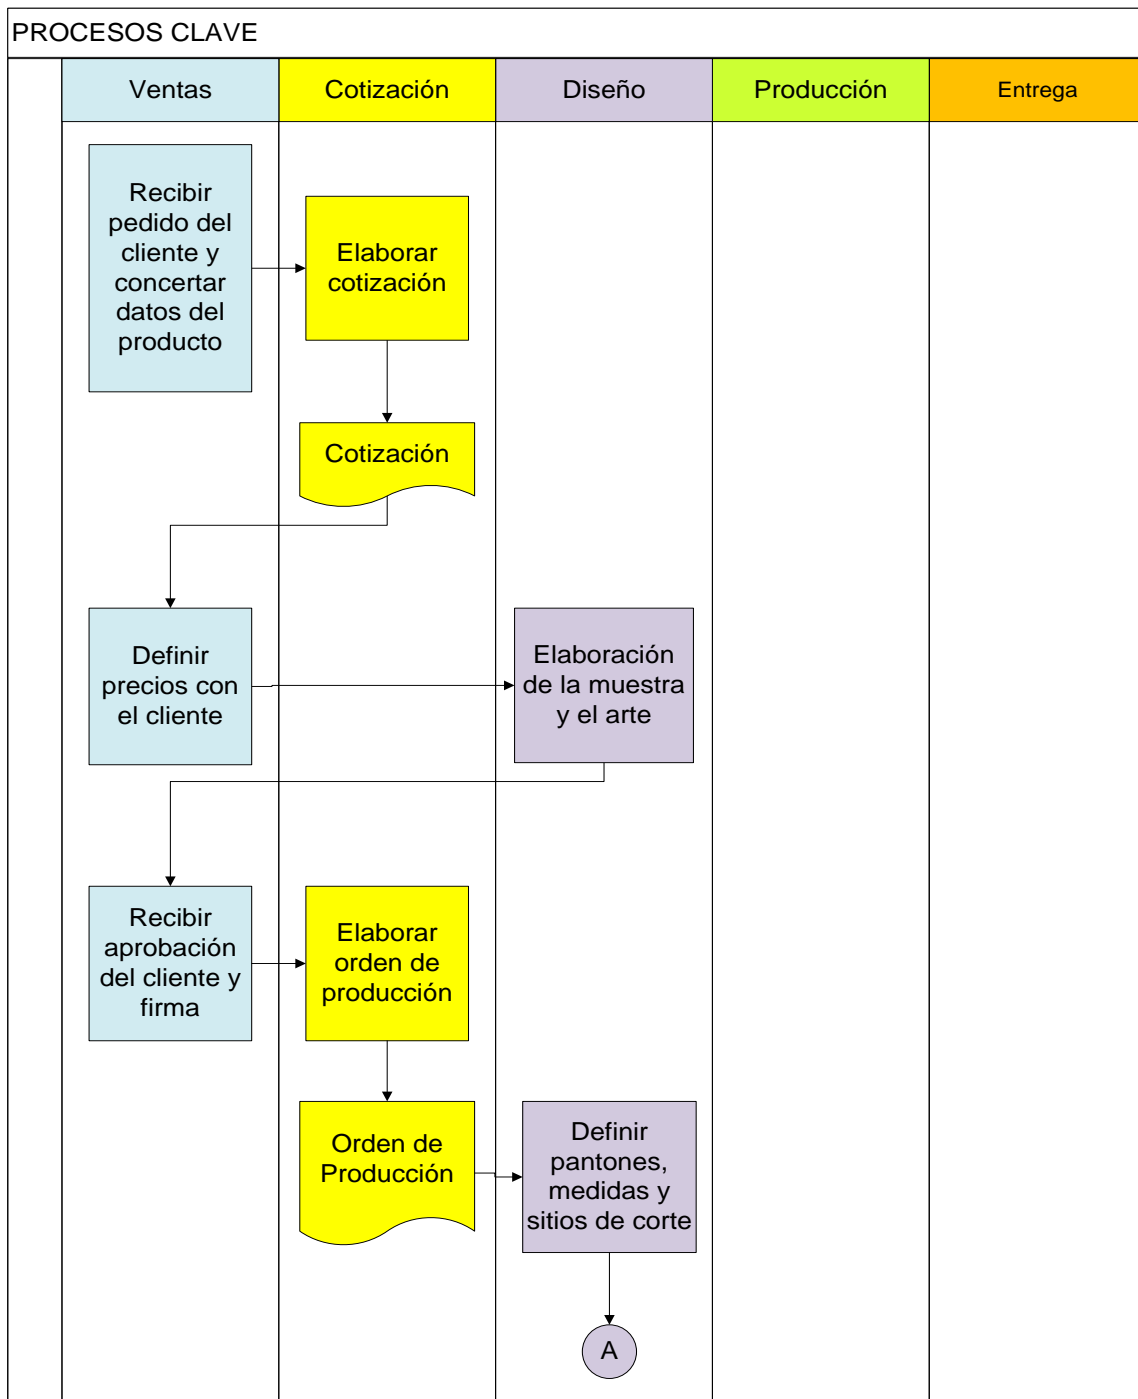 PROCESOS CLAVE
Ventas
Cotización
Diseño
Producción
Entrega
Recibir
pedido del
cliente y
concertar
datos del
producto
Elaborar
cotización
Cotización
Definir
precios con
el cliente
Elaboración
de la muestra
y el arte
Recibir
aprobación
del cliente y
firma
Elaborar
orden de
producción
Orden de
Producción
Definir
pantones,
medidas y
sitios de corte
A